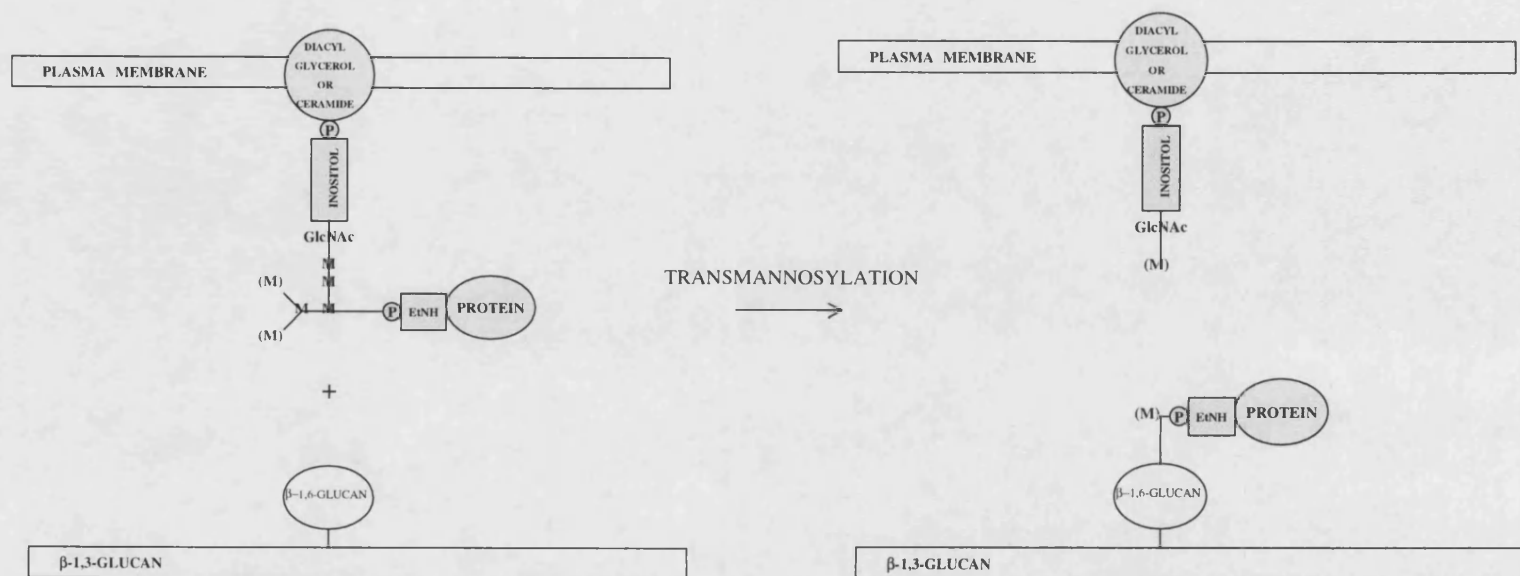 DIACYL
GLYCEROL
OR
CERAMIDE
PLASMA MEMBRANE
P
INOSITOL
GlcNAc
M
M
(M)
M
M
P
EtNH
PROTEIN
(M)
+
β-1,6-GLUCAN
β-1,3-GLUCAN
TRANSMANNOSYLATION
DIACYL
GLYCEROL
OR
CERAMIDE
PLASMA MEMBRANE
P
INOSITOL
GlcNAc
(M)
(M)
P
EtNH
PROTEIN
β-1,6-GLUCAN
β-1,3-GLUCAN